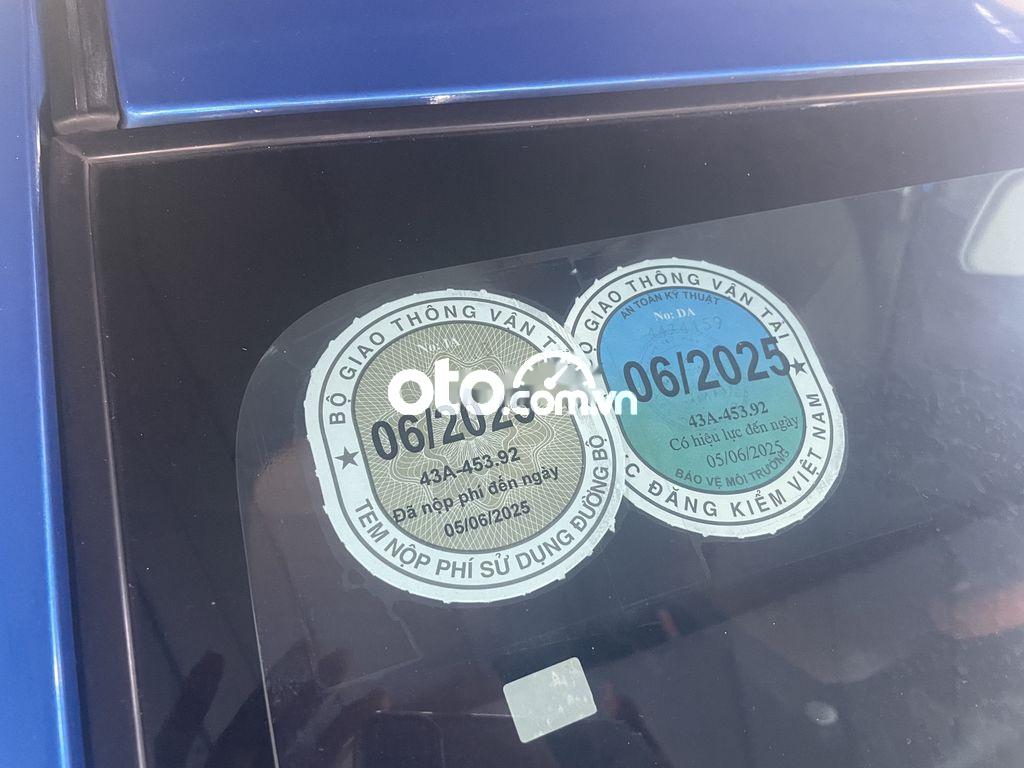 BỘ GIAO THÔNG VẬN T
No: IA
06/2025
43A-453.92
Đã nộp phí đến ngày
05/06/2025
TEM NỘP PHÍ SỬ DỤNG ĐƯỜNG BỘ
oto.com.vn
GIAO THÔNG VẬN TẢI
AN TOÀN KỸ THUẬT
No: DA
4474159
06/2025
43A-453.92
Có hiệu lực đến ngày
05/06/2025
BẢO VỆ MÔI TRƯỜNG
C ĐĂNG KIỂM VIỆT NAM